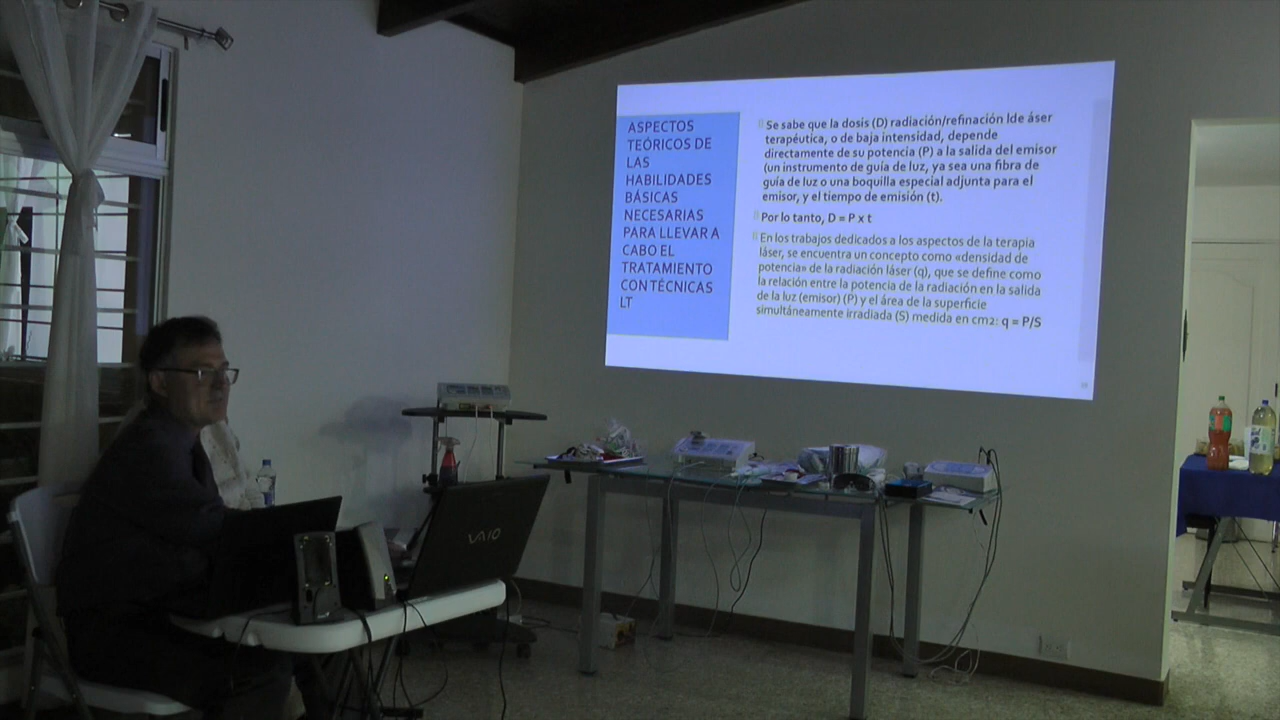 ASPECTOS
TEÓRICOS DE
LAS
HABILIDADES
BÁSICAS
NECESARIAS
PARA LLEVAR A
CABO EL
TRATAMIENTO
CON TÉCNICAS
LT
Se sabe que la dosis (D) radiación/refinación lde áser
terapéutica, o de baja intensidad, depende
directamente de su potencia (P) a la salida del emisor
(un instrumento de guía de luz, ya sea una fibra de
guía de luz o una boquilla especial adjunta para el
emisor, y el tiempo de emisión (t).
Por lo tanto, D = P x t
En los trabajos dedicados a los aspectos de la terapia
láser, se encuentra un concepto como «densidad de
potencia» de la radiación láser (q), que se define como
la relación entre la potencia de la radiación en la salida
de la luz (emisor) (P) y el área de la superficie
simultáneamente irradiada (S) medida en cm2: q = P/S
VAIO